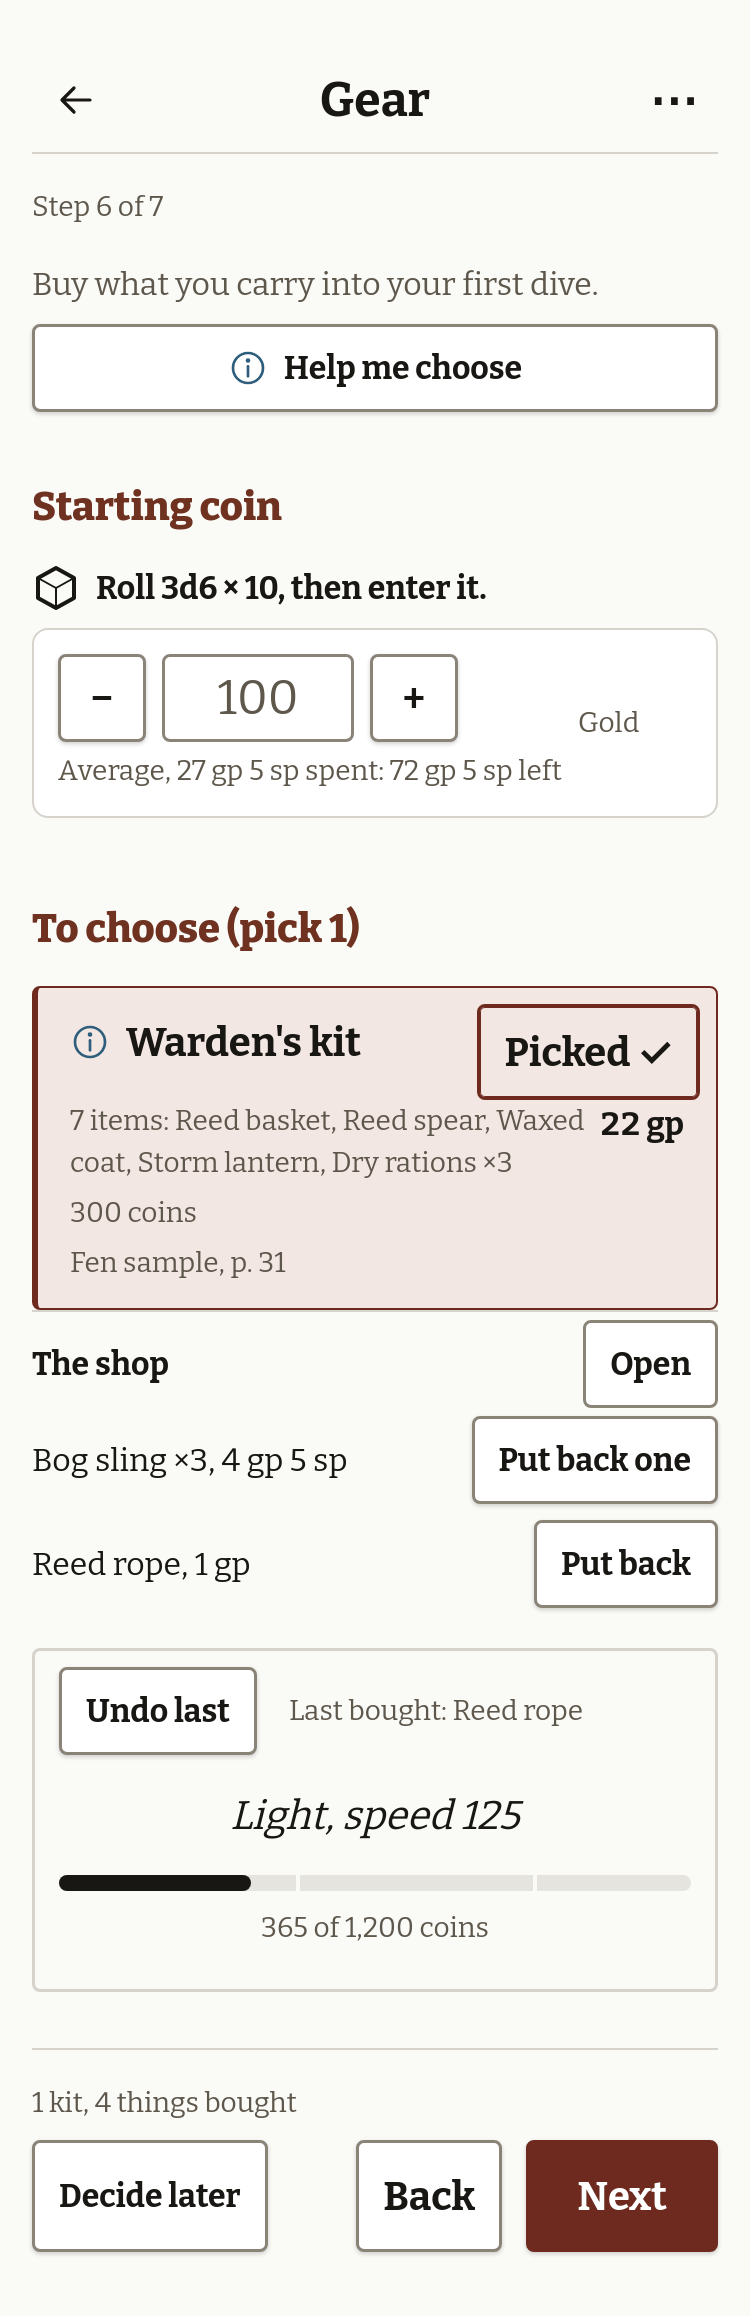 Gear
Step 6 of 7
Buy what you carry into your first dive.
Help me choose
Starting coin
Roll 3d6 × 10, then enter it.
− 100 +
Gold
Average, 27 gp 5 sp spent: 72 gp 5 sp left
To choose (pick 1)
Warden's kit
Picked ✓
7 items: Reed basket, Reed spear, Waxed
22 gp
coat, Storm lantern, Dry rations ×3
300 coins
Fen sample, p. 31
The shop
Open
Bog sling ×3, 4 gp 5 sp
Put back one
Reed rope, 1 gp
Put back
Undo last
Last bought: Reed rope
Light, speed 125
365 of 1,200 coins
1 kit, 4 things bought
Decide later
Back
Next